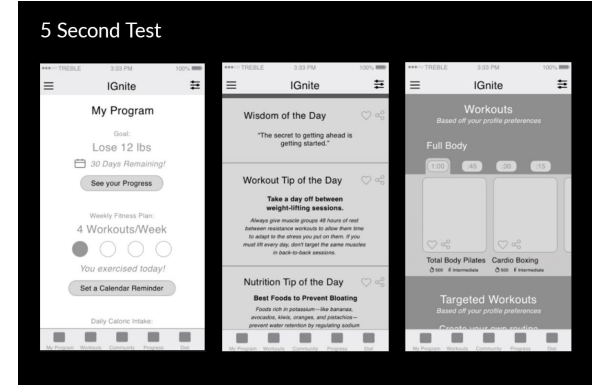 5 Second Test
TREBLE 3:33 PM 100%
IGnite
My Program
Goal:
Lose 12 lbs
30 Days Remaining!
See your Progress
Weekly Fitness Plan:
4 Workouts/Week
You exercised today!
Set a Calendar Reminder
Daily Caloric Intake:
My Program Workouts Community Progress Diet
TREBLE 3:33 PM 100%
IGnite
Wisdom of the Day
"The secret to getting ahead is
getting started."
Workout Tip of the Day
Take a day off between
weight-lifting sessions.
Always give muscle groups 48 hours of rest
between resistance workouts to allow them time
to adapt to the stress you put on them. If you
must lift every day, don't target the same muscles
in back-to-back sessions.
Nutrition Tip of the Day
Best Foods to Prevent Bloating
Foods rich in potassium—like bananas,
avocados, kiwis, oranges, and pistachios—
prevent water retention by regulating sodium
My Program Workouts Community Progress Diet
TREBLE 3:33 PM 100%
IGnite
Workouts
Based off your profile preferences
Full Body
1:00 :45 :30 :15
Total Body Pilates Cardio Boxing
500 Intermediate 500 Intermediate
Targeted Workouts
Based off your profile preferences
Create your own routine
My Program Workouts Community Progress Diet